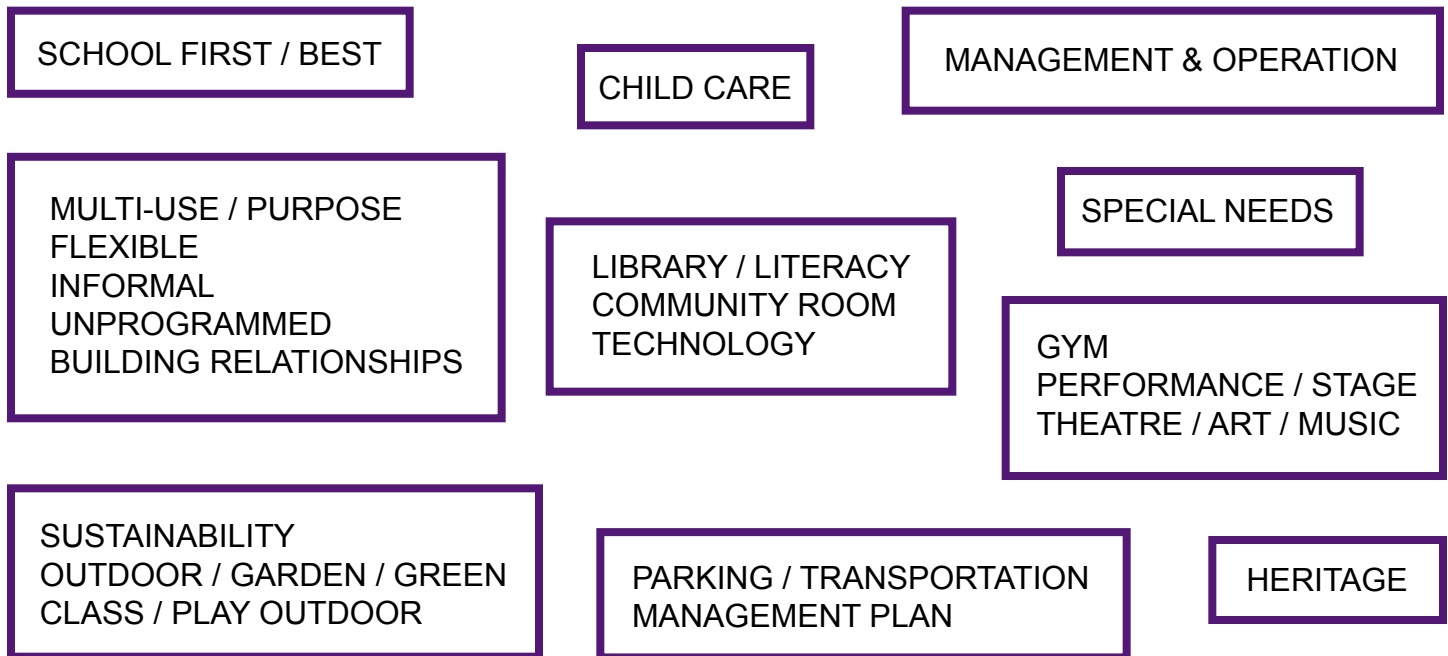 SCHOOL FIRST / BEST
CHILD CARE
MANAGEMENT & OPERATION
MULTI-USE / PURPOSE
FLEXIBLE
INFORMAL
UNPROGRAMMED
BUILDING RELATIONSHIPS
LIBRARY / LITERACY
COMMUNITY ROOM
TECHNOLOGY
SPECIAL NEEDS
GYM
PERFORMANCE / STAGE
THEATRE / ART / MUSIC
SUSTAINABILITY
OUTDOOR / GARDEN / GREEN
CLASS / PLAY OUTDOOR
PARKING / TRANSPORTATION
MANAGEMENT PLAN
HERITAGE